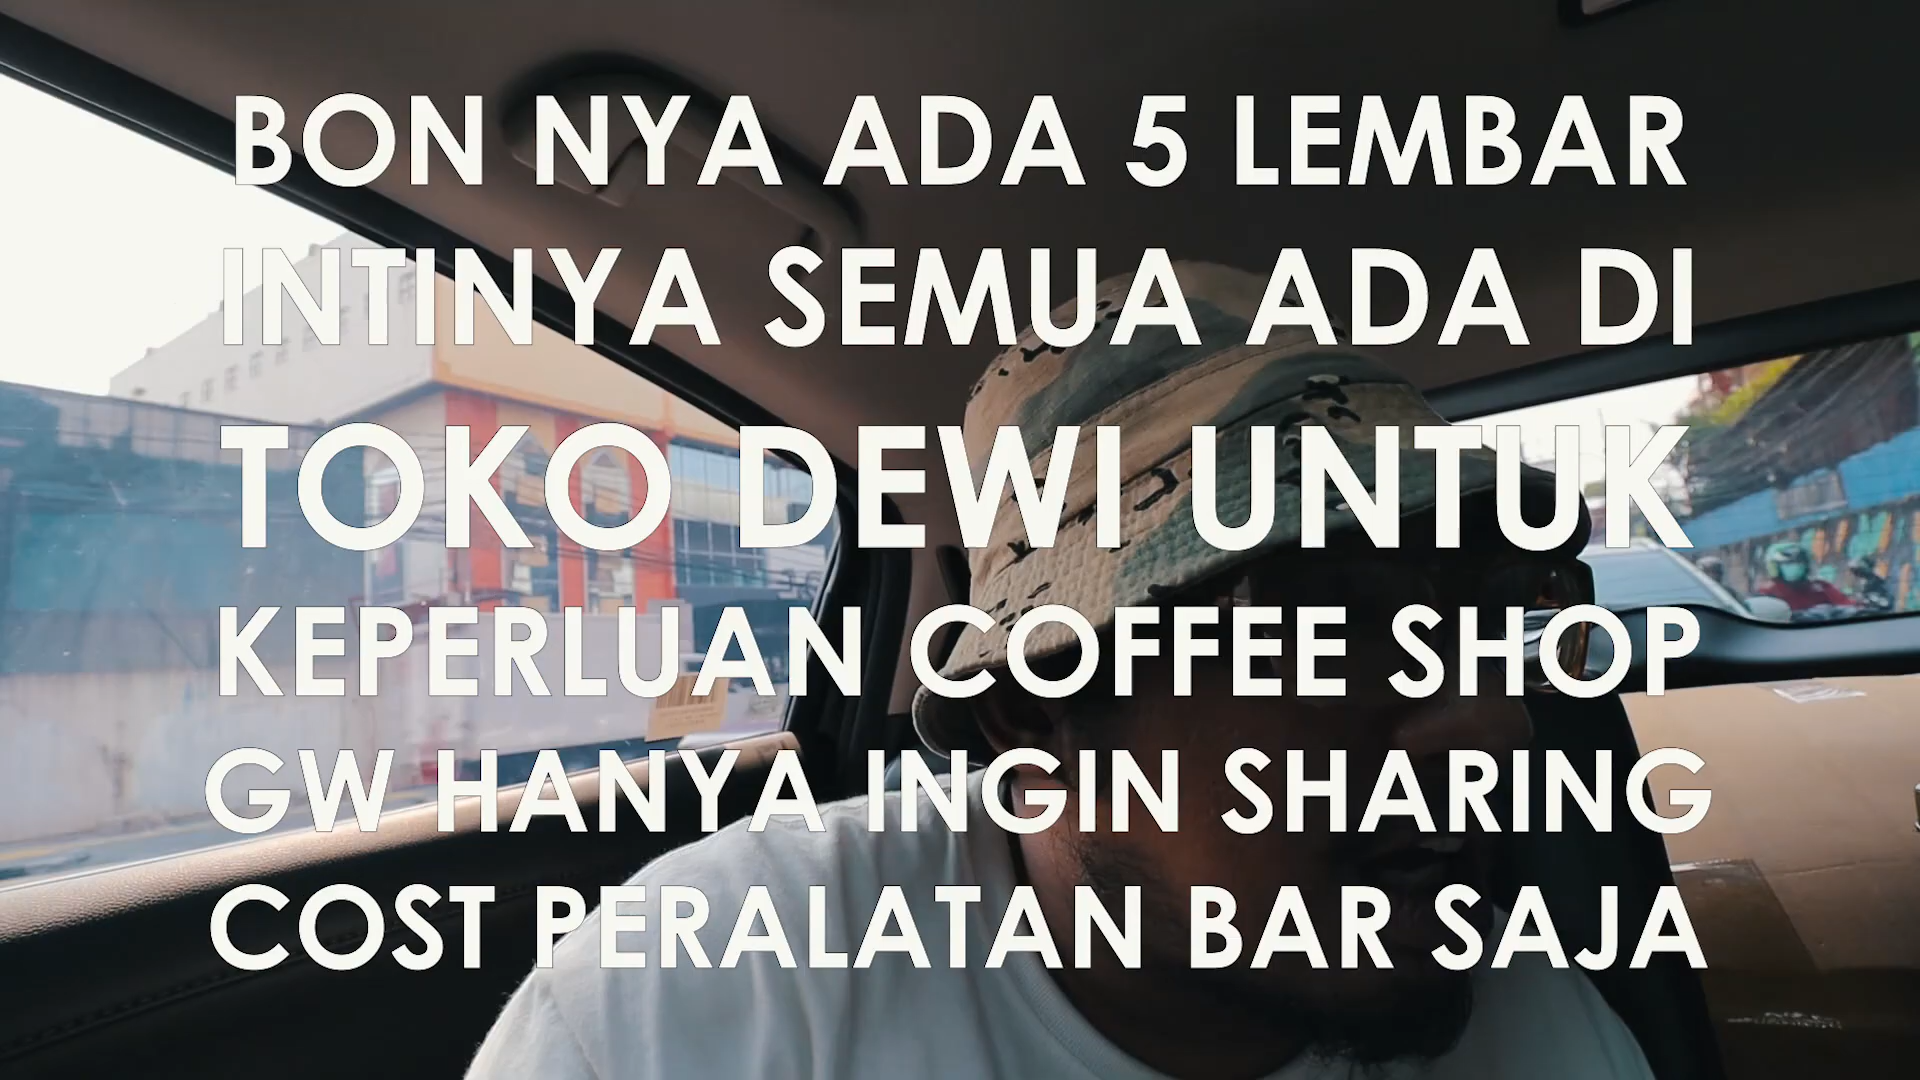 BON NYA ADA 5 LEMBAR
INTINYA SEMUA ADA DI
TOKO DEWI UNTUK
KEPERLUAN COFFEE SHOP
GW HANYA INGIN SHARING
COST PERALATAN BAR SAJA